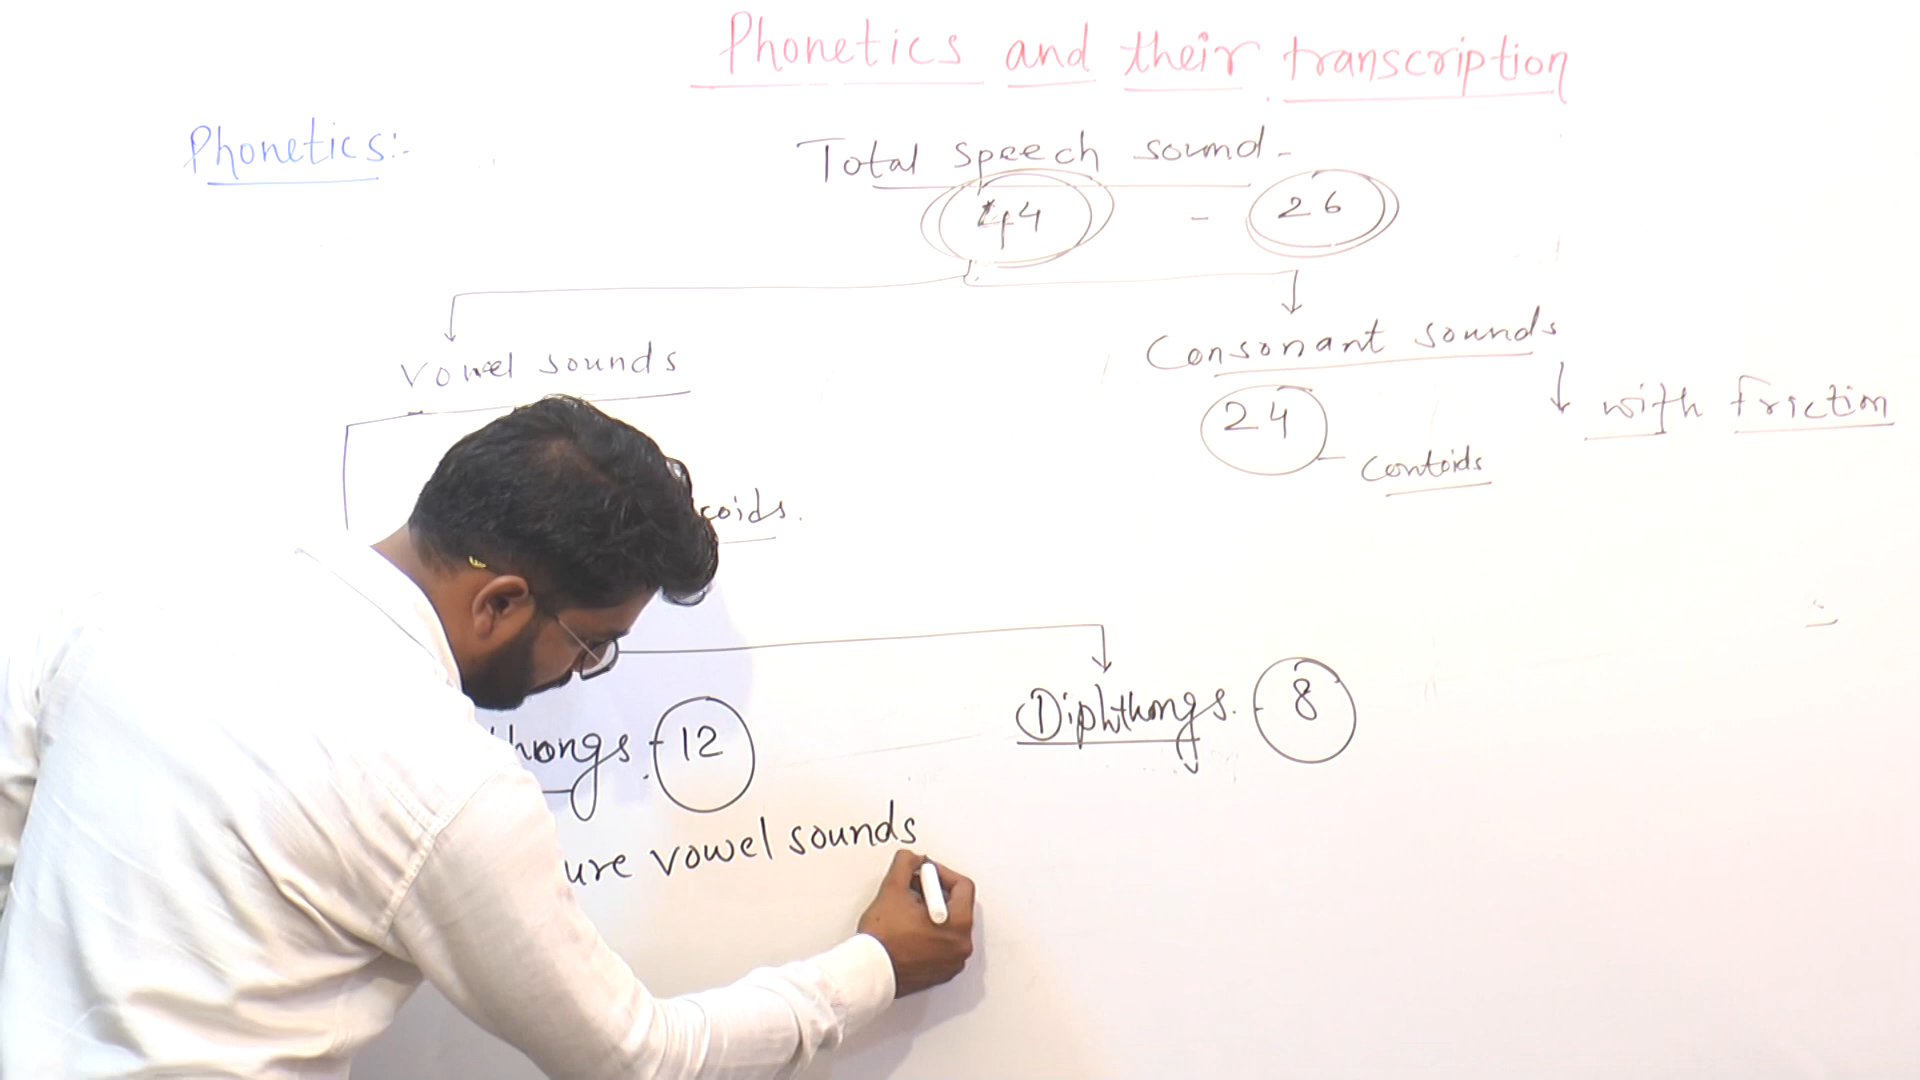 Phonetics and their transcription
Phonetics:-
Total speech sound -
44 - 26
Vowel sounds
Consonant sounds
24
with friction
Contoids
coids.
thongs - 12
Diphthongs. - 8
ure vowel sounds